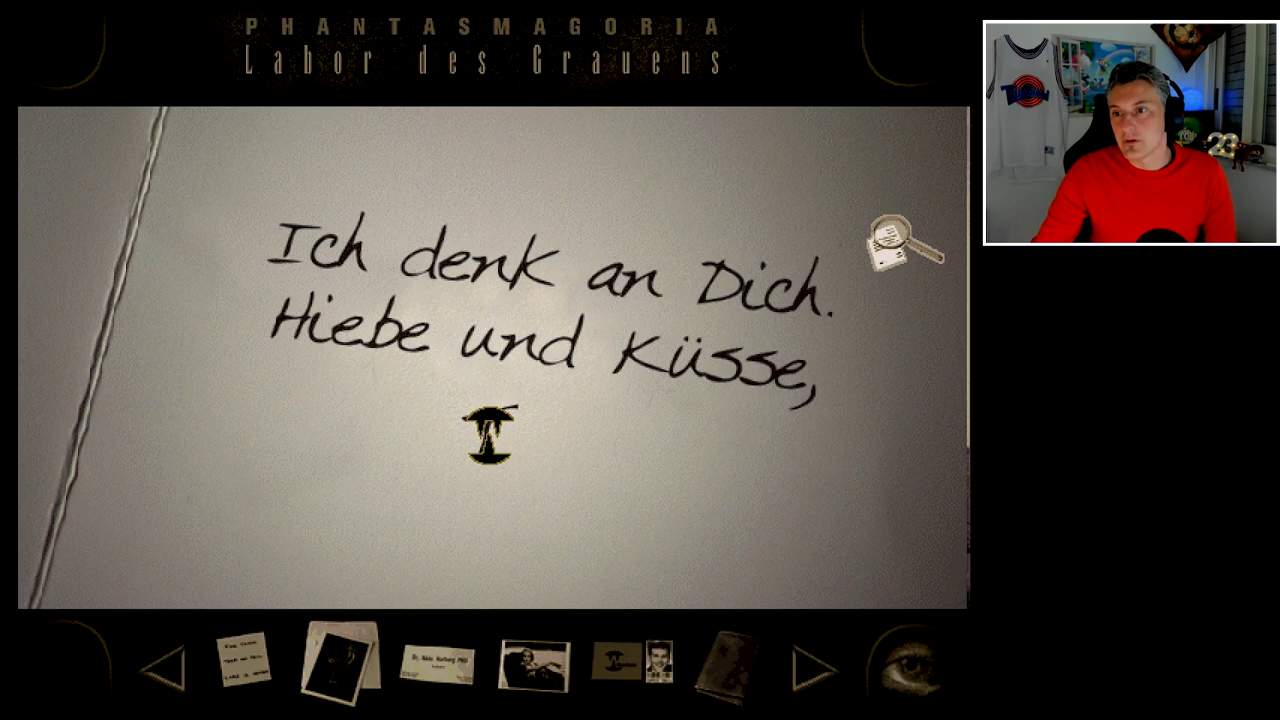 PHANTASMAGORIA
Labor des Grauens
Ich denk an Dich.
Hiebe und Küsse,